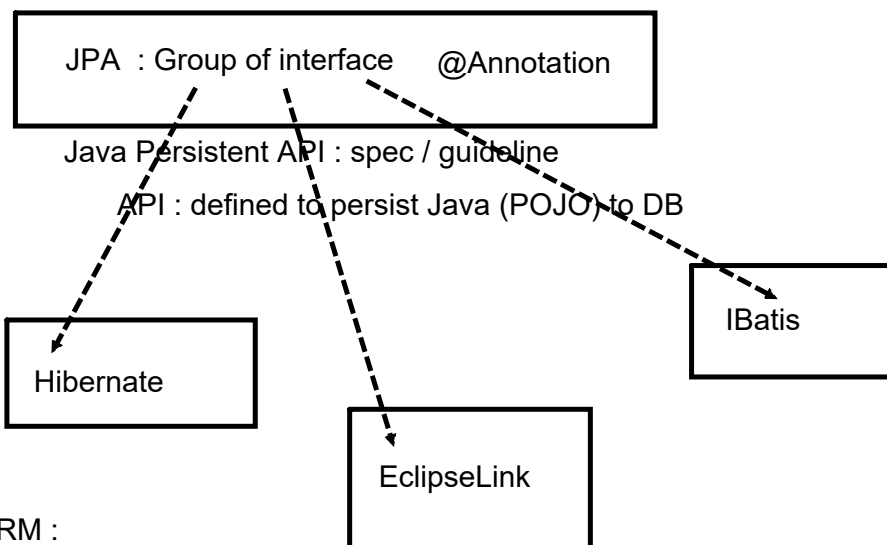 JPA : Group of interface @Annotation
Java Persistent API : spec / guideline
API : defined to persist Java (POJO) to DB
IBatis
Hibernate
EclipseLink
RM :